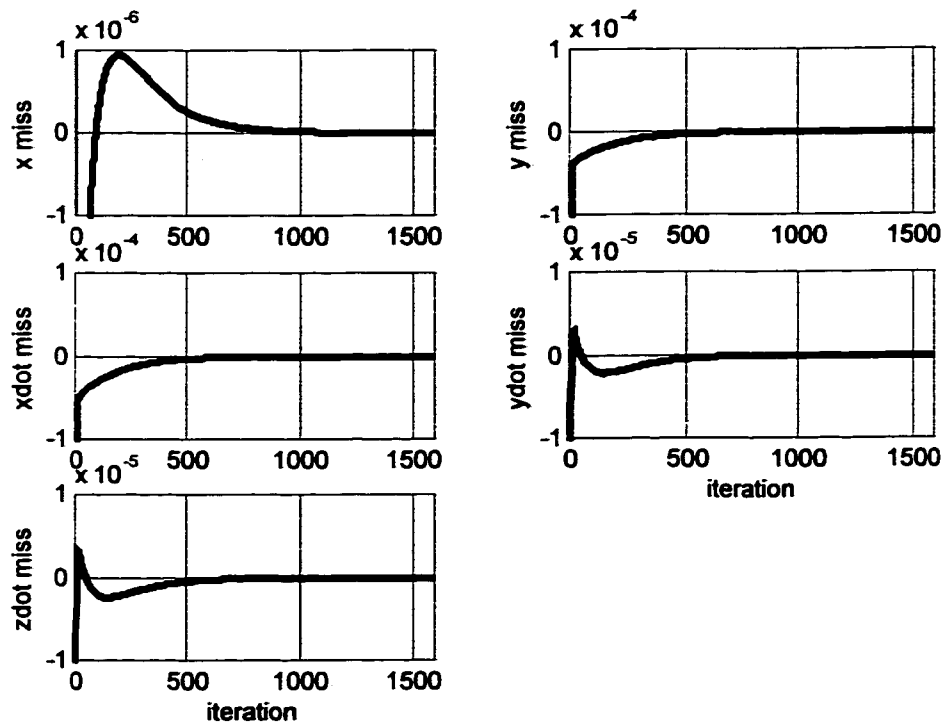 x 10^-6
1
0
-1
x miss
0 500 1000 1500
x 10^-4
1
0
-1
y miss
0 500 1000 1500
x 10^-4
1
0
-1
xdot miss
0 500 1000 1500
x 10^-5
1
0
-1
ydot miss
0 500 1000 1500
iteration
x 10^-5
1
0
-1
zdot miss
0 500 1000 1500
iteration